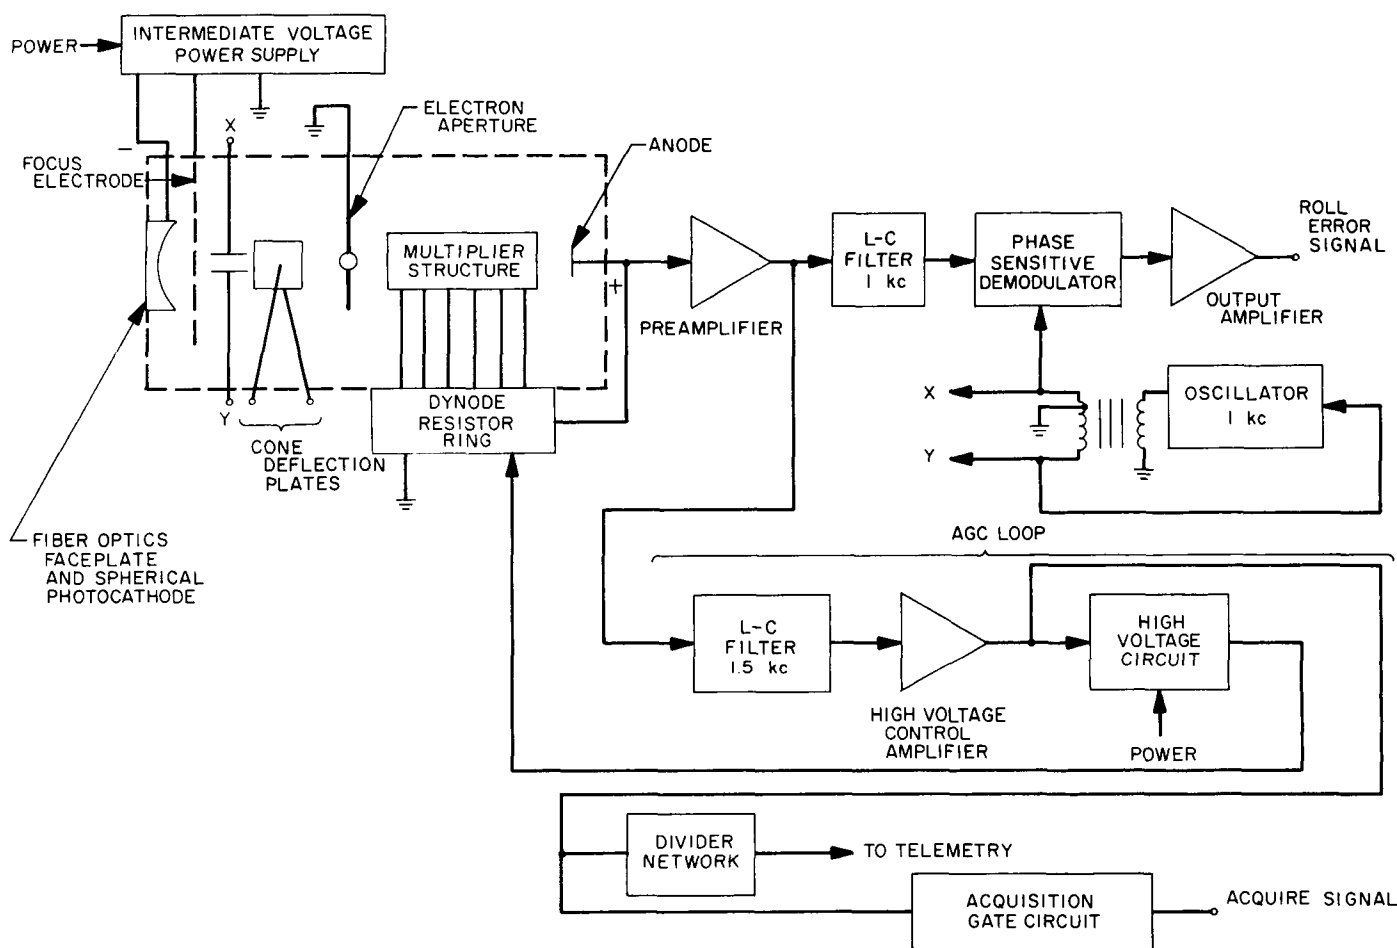 POWER
INTERMEDIATE VOLTAGE
POWER SUPPLY
X
ELECTRON
APERTURE
−
ANODE
FOCUS
ELECTRODE
MULTIPLIER
STRUCTURE
+
PREAMPLIFIER
L-C
FILTER
1 kc
PHASE
SENSITIVE
DEMODULATOR
ROLL
ERROR
SIGNAL
OUTPUT
AMPLIFIER
Y
CONE
DEFLECTION
PLATES
DYNODE
RESISTOR
RING
X
Y
OSCILLATOR
1 kc
FIBER OPTICS
FACEPLATE
AND SPHERICAL
PHOTOCATHODE
AGC LOOP
L-C
FILTER
1.5 kc
HIGH VOLTAGE
CONTROL
AMPLIFIER
HIGH
VOLTAGE
CIRCUIT
POWER
DIVIDER
NETWORK
TO TELEMETRY
ACQUISITION
GATE CIRCUIT
ACQUIRE SIGNAL